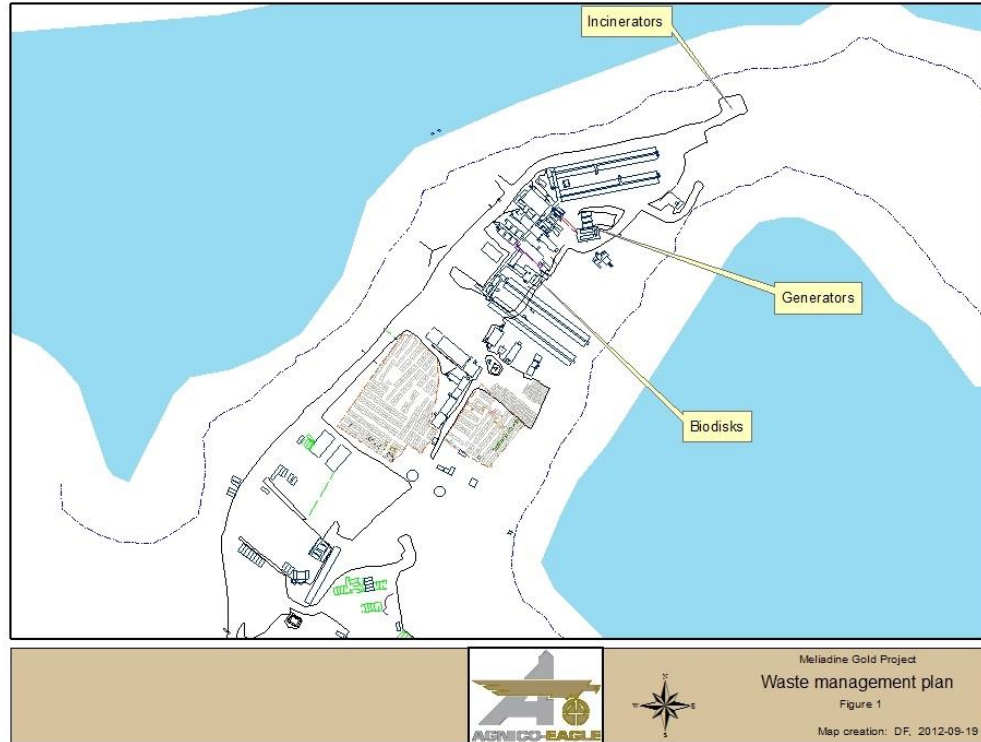 Incinerators
Generators
Biodisks
AGNICO-EAGLE
N
W
S
Meliadine Gold Project
Waste management plan
Figure 1
Map creation: DF, 2012-09-19